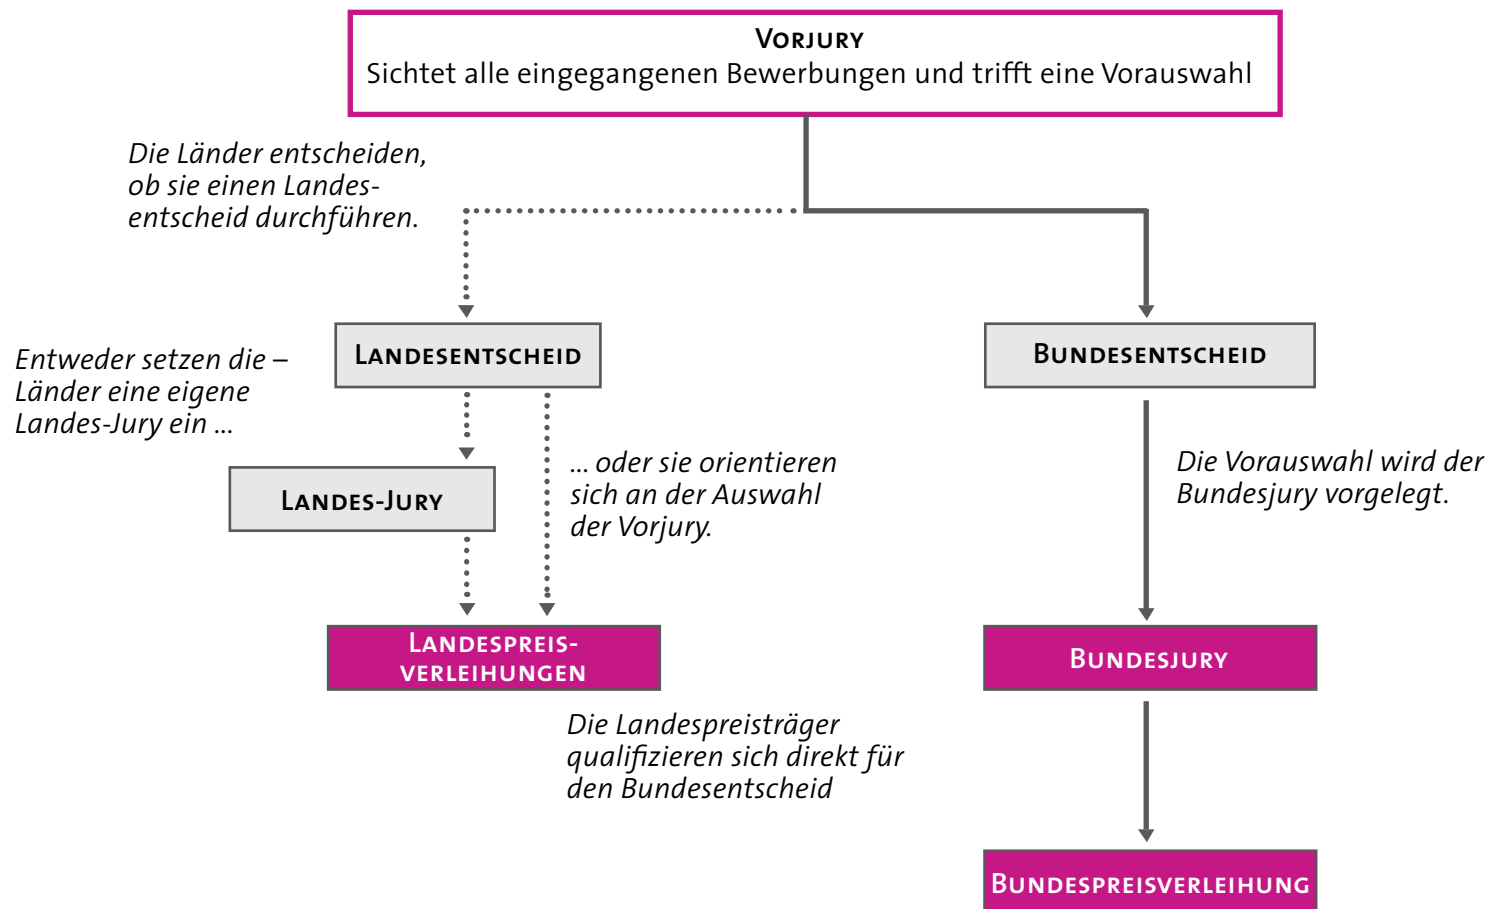 VORJURY
Sichtet alle eingegangenen Bewerbungen und trifft eine Vorauswahl
Die Länder entscheiden,
ob sie einen Landes-
entscheid durchführen.
LANDESENTSCHEID
BUNDESENTSCHEID
Entweder setzen die –
Länder eine eigene
Landes-Jury ein ...
... oder sie orientieren
sich an der Auswahl
der Vorjury.
Die Vorauswahl wird der
Bundesjury vorgelegt.
LANDES-JURY
LANDESPREIS-
VERLEIHUNGEN
BUNDESJURY
Die Landespreisträger
qualifizieren sich direkt für
den Bundesentscheid
BUNDESPREISVERLEIHUNG